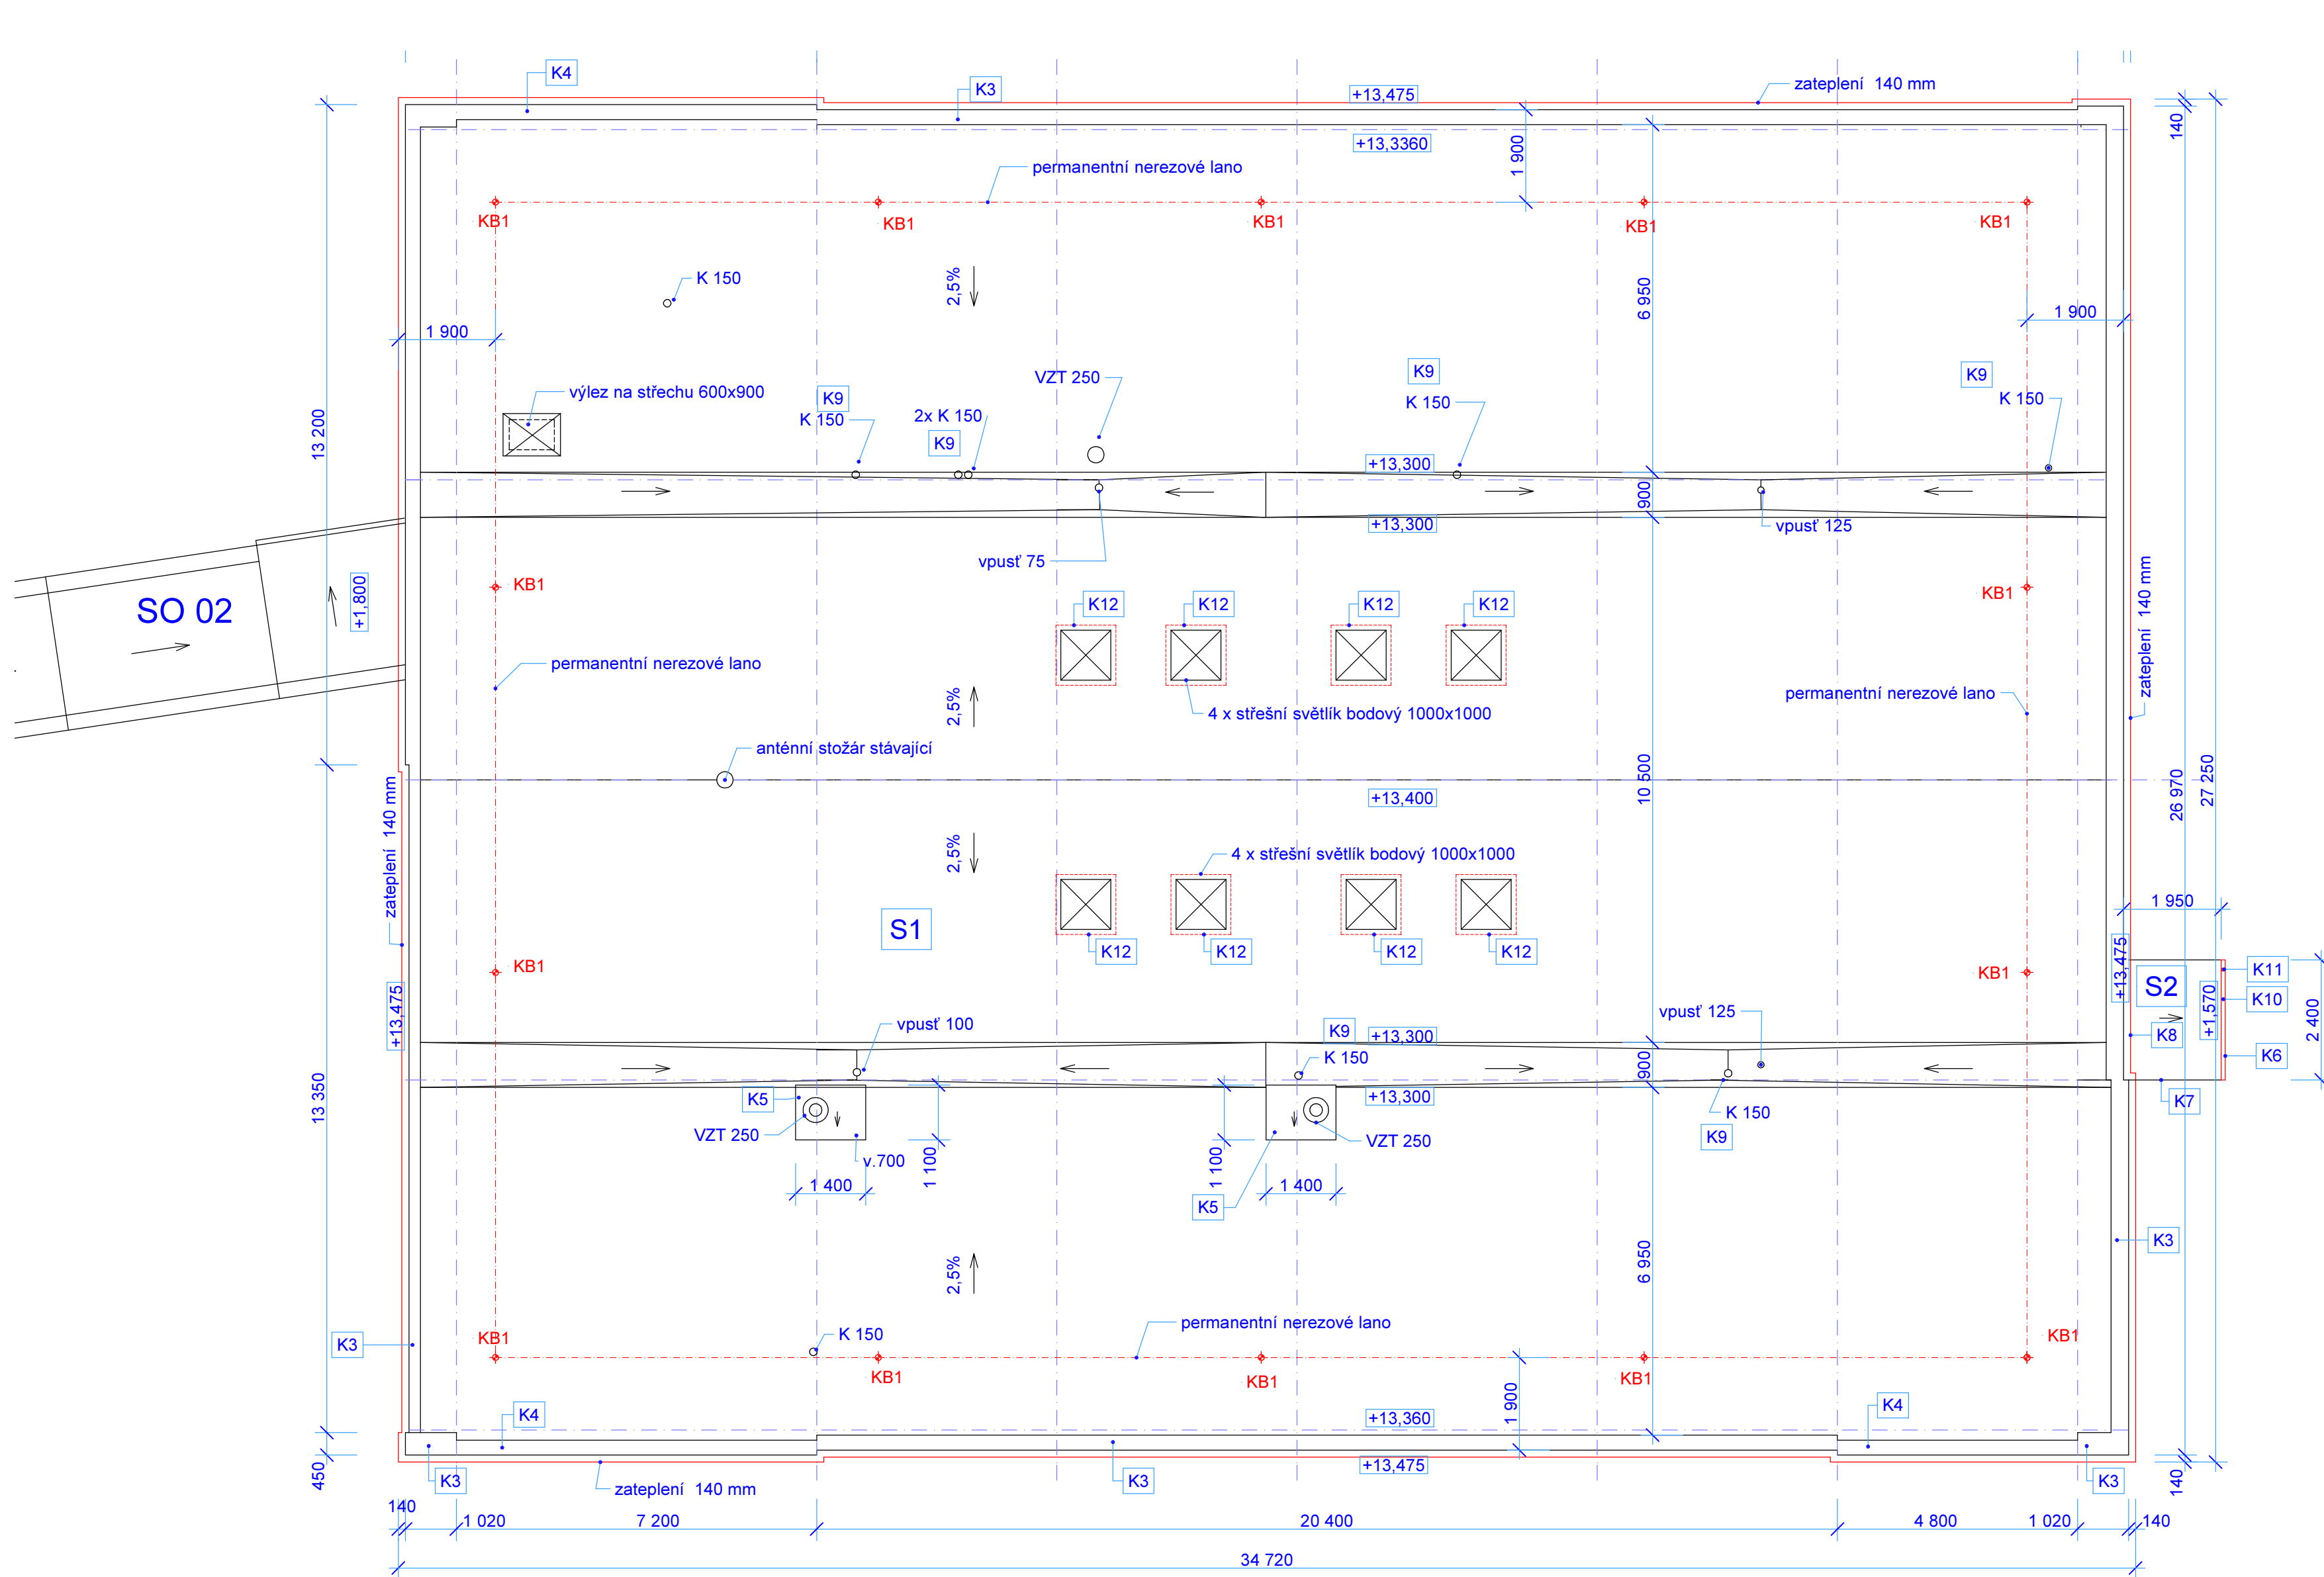 K4
K3
+13,475
zateplení 140 mm
+13,3360
1 900
140
permanentní nerezové lano
KB1
KB1
KB1
KB1
KB1
K 150
2,5%
6 950
1 900
1 900
výlez na střechu 600x900
K9
K 150
2x K 150
K9
VZT 250
K9
K 150
K9
K 150
13 200
+13,300
900
+13,300
vpusť 125
vpusť 75
SO 02
+1,800
KB1
KB1
K12
K12
K12
K12
zateplení 140 mm
permanentní nerezové lano
permanentní nerezové lano
2,5%
4 x střešní světlík bodový 1000x1000
anténní stožár stávající
10 500
+13,400
26 970
27 250
zateplení 140 mm
2,5%
4 x střešní světlík bodový 1000x1000
S1
K12
K12
K12
K12
1 950
KB1
KB1
+13,475
S2
K11
K10
+1,570
2 400
K8
K6
K7
+13,475
vpusť 100
K9
K 150
+13,300
vpusť 125
900
K5
+13,300
K 150
K9
VZT 250
v.700
VZT 250
1 100
1 100
1 400
1 400
K5
13 350
2,5%
6 950
K3
K3
permanentní nerezové lano
KB1
K 150
KB1
KB1
KB1
KB1
K4
K4
+13,360
1 900
450
K3
zateplení 140 mm
K3
+13,475
K3
140
140
1 020
7 200
20 400
4 800
1 020
140
34 720